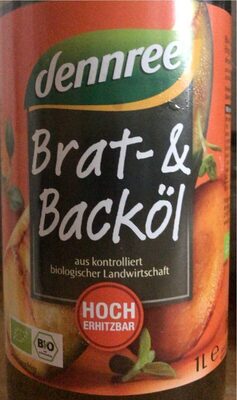 dennree
Brat-&
Backöl
aus kontrolliert
biologischer Landwirtschaft
HOCH
ERHITZBAR
BIO
1L e